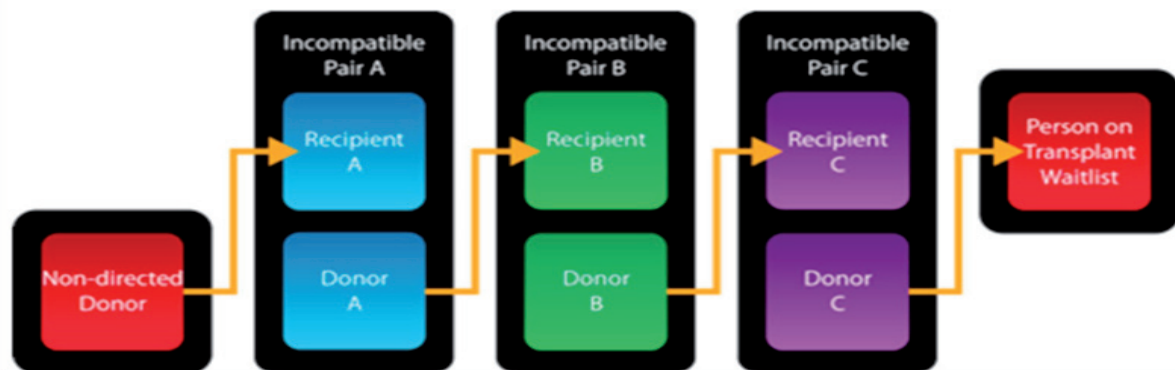 Incompatible
Pair A
Recipient
A
Donor
A
Incompatible
Pair B
Recipient
B
Donor
B
Incompatible
Pair C
Recipient
C
Donor
C
Non-directed
Donor
Person on
Transplant
Waitlist